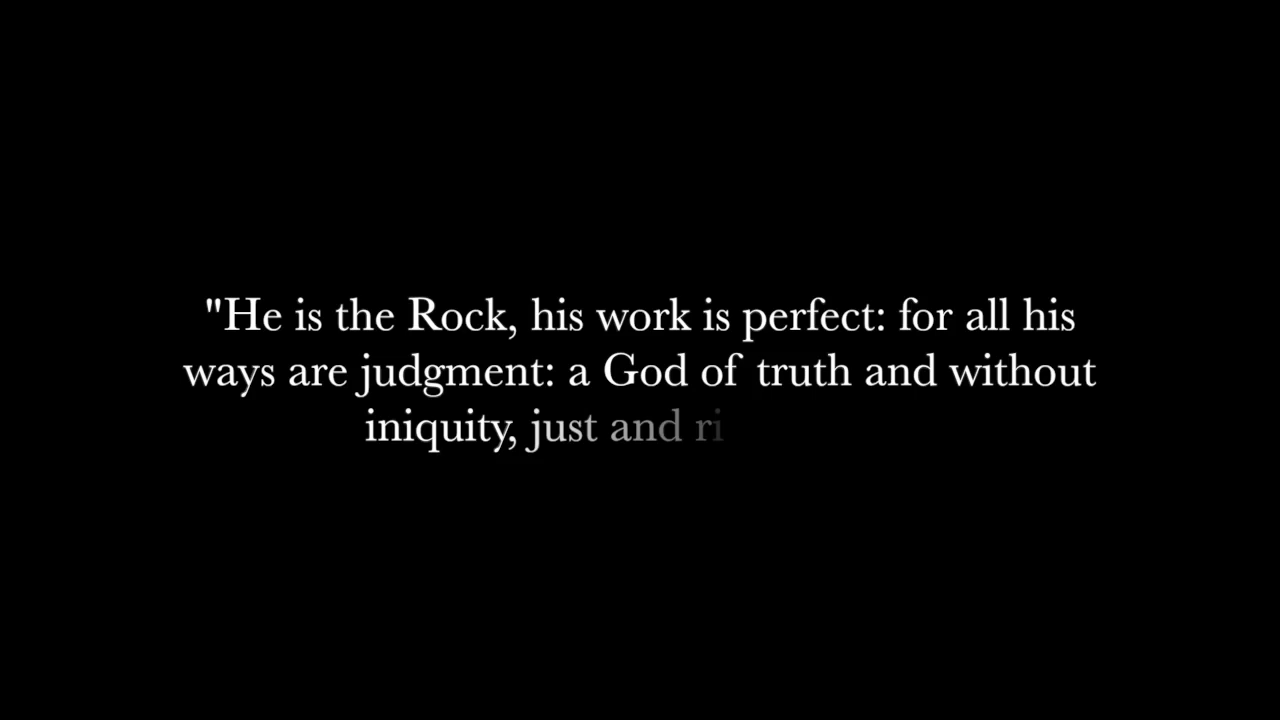 "He is the Rock, his work is perfect: for all his
ways are judgment: a God of truth and without
iniquity, just and ri